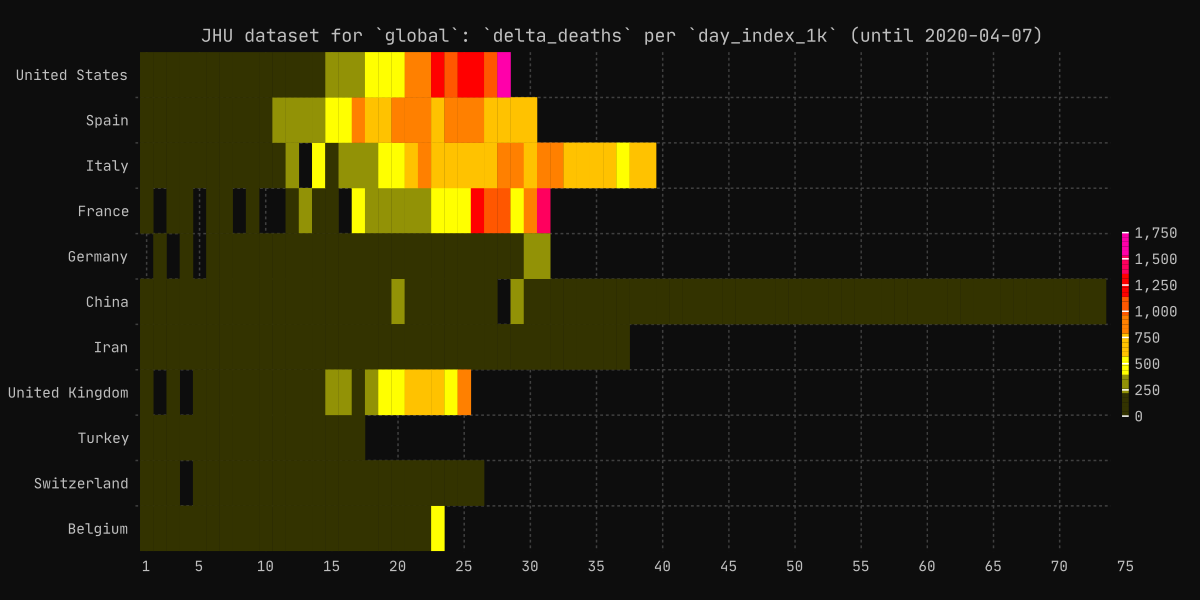 JHU dataset for `global`: `delta_deaths` per `day_index_1k` (until 2020-04-07)
United States
Spain
Italy
France
Germany
China
Iran
United Kingdom
Turkey
Switzerland
Belgium
1,750
1,500
1,250
1,000
750
500
250
0
1 5 10 15 20 25 30 35 40 45 50 55 60 65 70 75